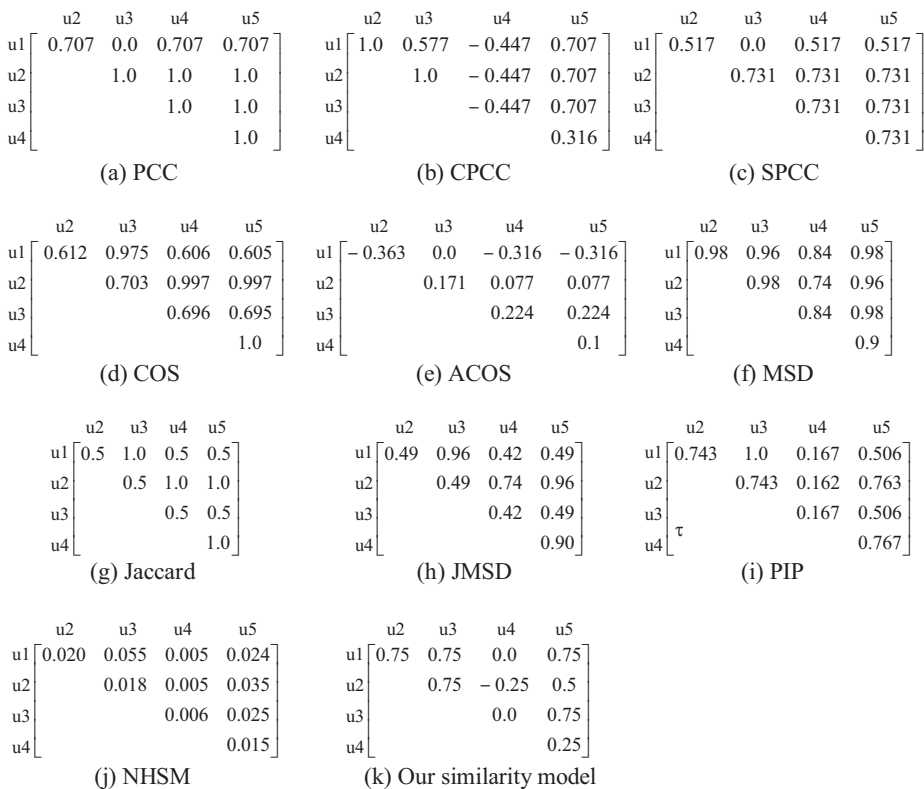 u2 u3 u4 u5
u1 0.707 0.0 0.707 0.707
u2 1.0 1.0 1.0
u3 1.0 1.0
u4 1.0
(a) PCC
u2 u3 u4 u5
u1 1.0 0.577 − 0.447 0.707
u2 1.0 − 0.447 0.707
u3 − 0.447 0.707
u4 0.316
(b) CPCC
u2 u3 u4 u5
u1 0.517 0.0 0.517 0.517
u2 0.731 0.731 0.731
u3 0.731 0.731
u4 0.731
(c) SPCC
u2 u3 u4 u5
u1 0.612 0.975 0.606 0.605
u2 0.703 0.997 0.997
u3 0.696 0.695
u4 1.0
(d) COS
u2 u3 u4 u5
u1 − 0.363 0.0 − 0.316 − 0.316
u2 0.171 0.077 0.077
u3 0.224 0.224
u4 0.1
(e) ACOS
u2 u3 u4 u5
u1 0.98 0.96 0.84 0.98
u2 0.98 0.74 0.96
u3 0.84 0.98
u4 0.9
(f) MSD
u2 u3 u4 u5
u1 0.5 1.0 0.5 0.5
u2 0.5 1.0 1.0
u3 0.5 0.5
u4 1.0
(g) Jaccard
u2 u3 u4 u5
u1 0.49 0.96 0.42 0.49
u2 0.49 0.74 0.96
u3 0.42 0.49
u4 0.90
(h) JMSD
u2 u3 u4 u5
u1 0.743 1.0 0.167 0.506
u2 0.743 0.162 0.763
u3 0.167 0.506
u4 τ 0.767
(i) PIP
u2 u3 u4 u5
u1 0.020 0.055 0.005 0.024
u2 0.018 0.005 0.035
u3 0.006 0.025
u4 0.015
(j) NHSM
u2 u3 u4 u5
u1 0.75 0.75 0.0 0.75
u2 0.75 − 0.25 0.5
u3 0.0 0.75
u4 0.25
(k) Our similarity model